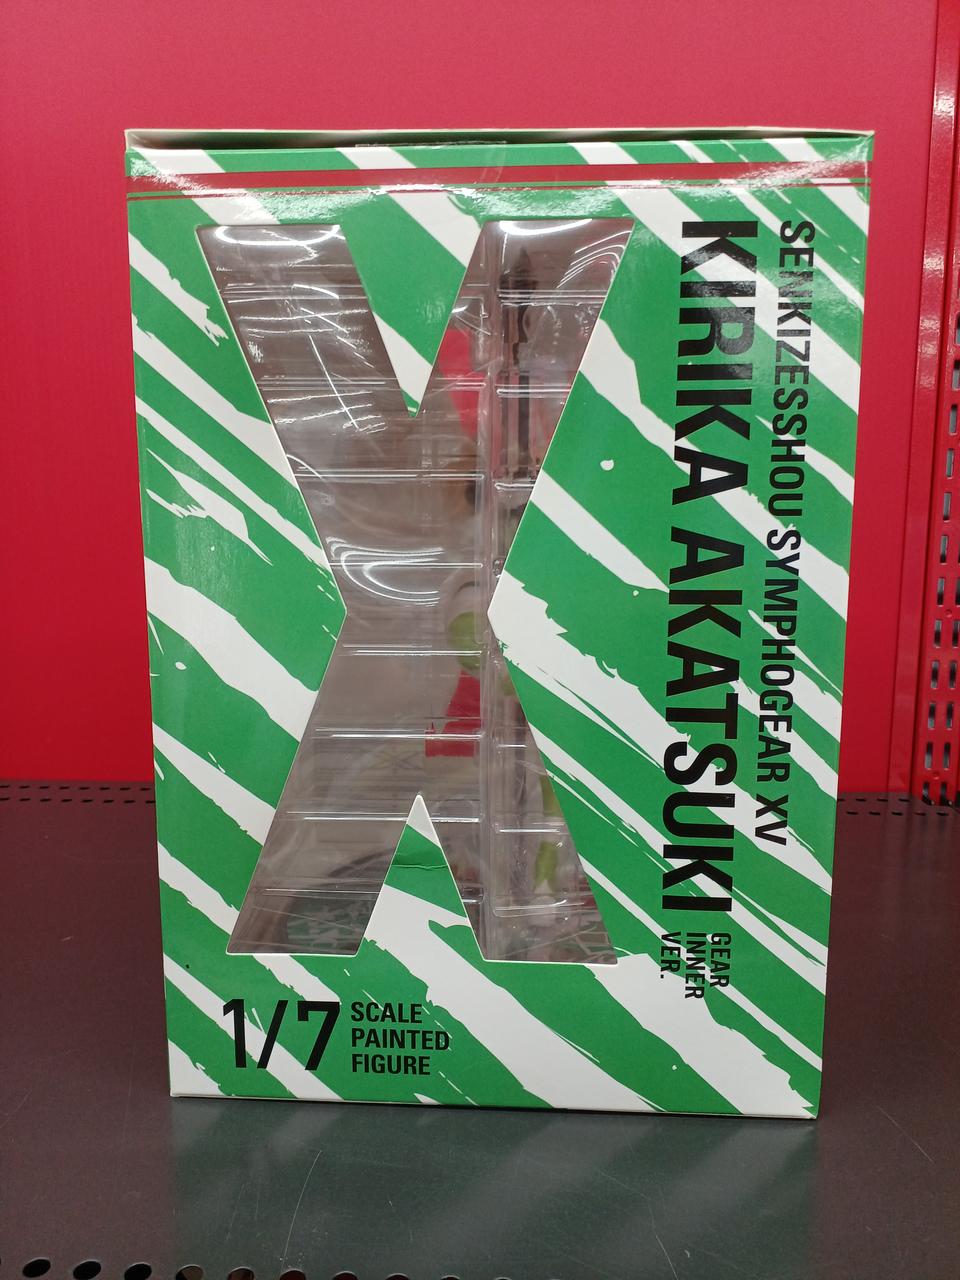 SENKIZESSHOU SYMPHOGEAR XV
KIRIKA AKATSUKI
GEAR
INNER
VER.
1/7
SCALE
PAINTED
FIGURE